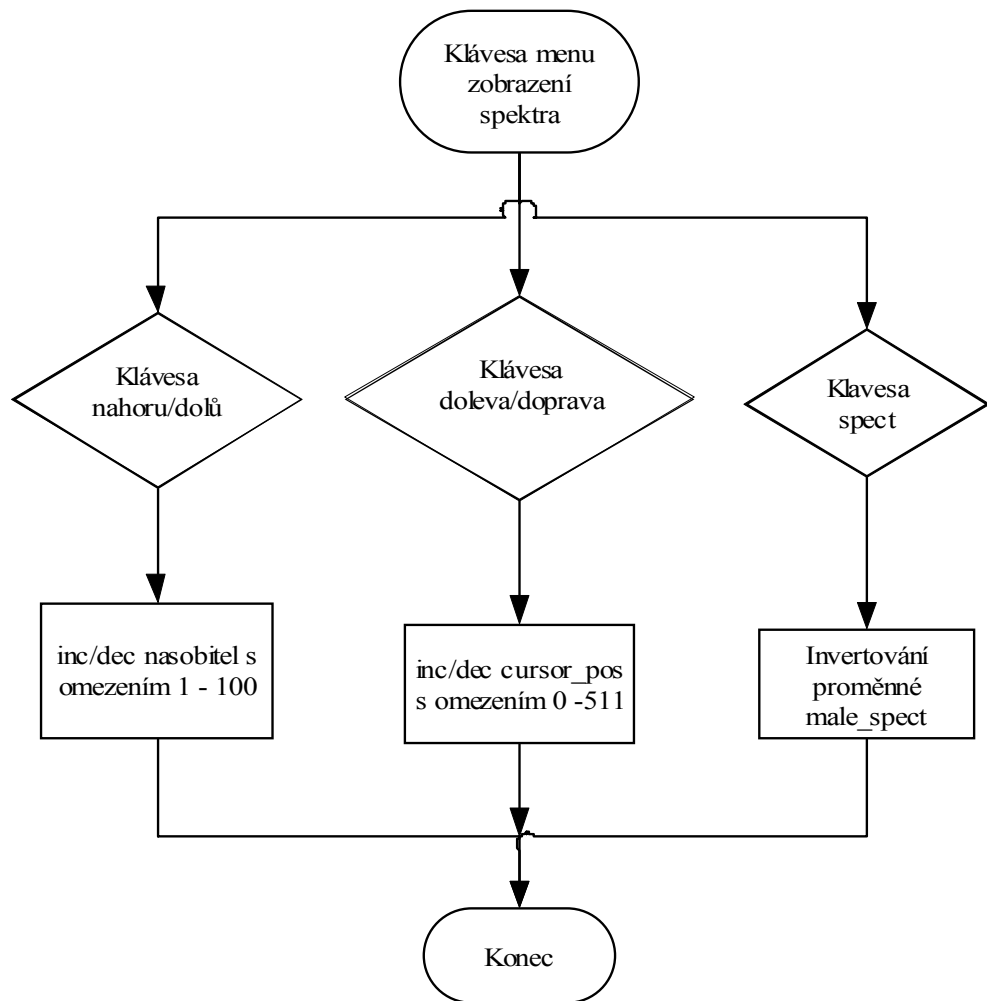 Klávesa menu
zobrazení
spektra
Klávesa
nahoru/dolů
Klávesa
doleva/doprava
Klavesa
spect
inc/dec nasobitel s
omezením 1 - 100
inc/dec cursor_pos
s omezením 0 -511
Invertování
proměnné
male_spect
Konec